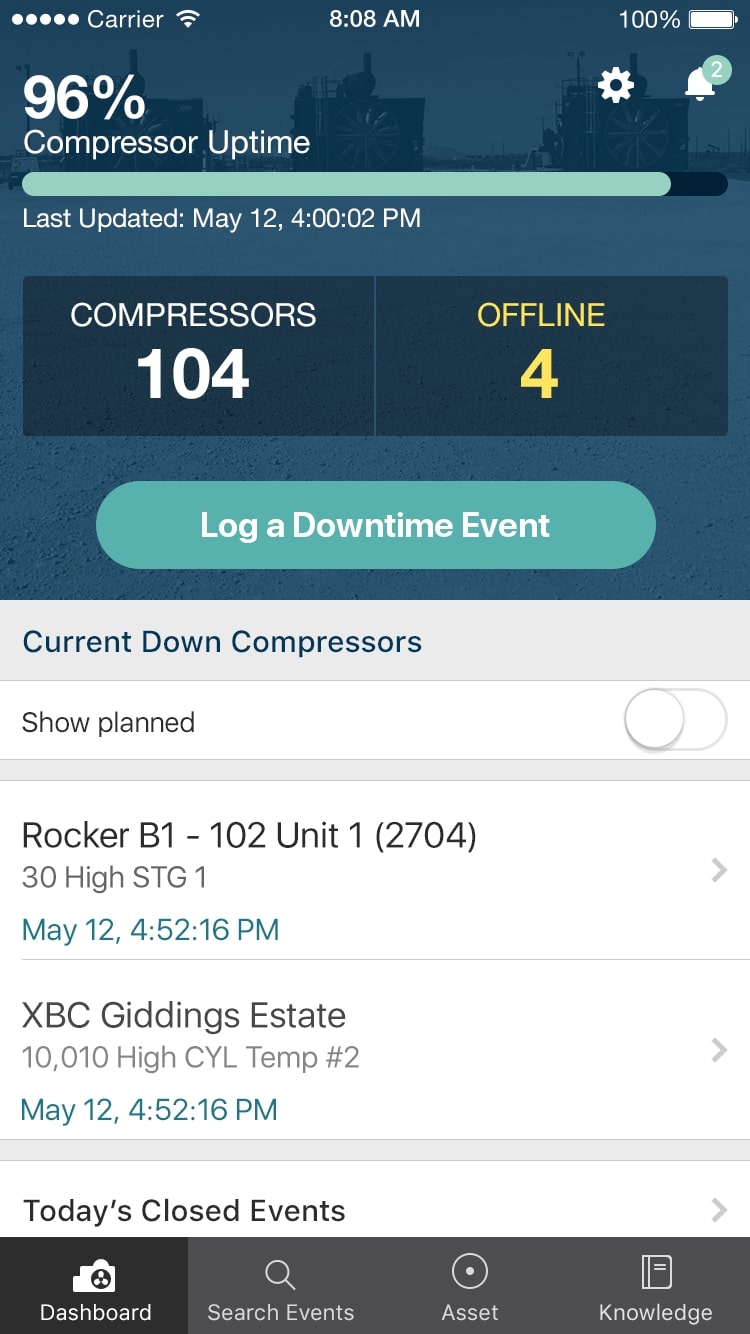 Carrier 8:08 AM 100%
96%
2
Compressor Uptime
Last Updated: May 12, 4:00:02 PM
COMPRESSORS OFFLINE
104 4
Log a Downtime Event
Current Down Compressors
Show planned
Rocker B1 - 102 Unit 1 (2704)
30 High STG 1
May 12, 4:52:16 PM
XBC Giddings Estate
10,010 High CYL Temp #2
May 12, 4:52:16 PM
Today’s Closed Events
Dashboard Search Events Asset Knowledge